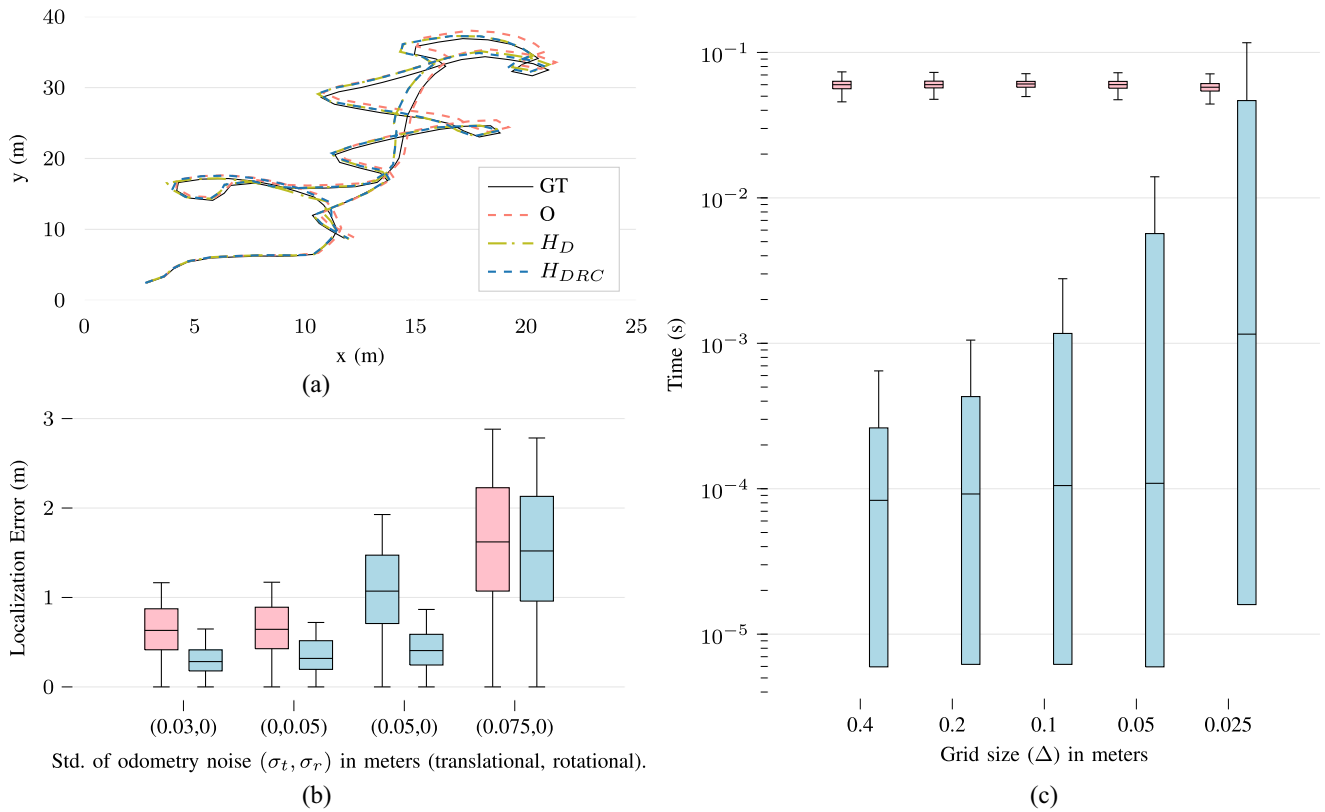 40
30
20
10
0
y (m)
0 5 10 15 20 25
x (m)
GT
O
H_D
H_{DRC}
(a)
3
2
1
0
Localization Error (m)
(0.03,0) (0,0.05) (0.05,0) (0.075,0)
Std. of odometry noise (σ_t, σ_r) in meters (translational, rotational).
(b)
10^{-1}
10^{-2}
10^{-3}
10^{-4}
10^{-5}
Time (s)
0.4 0.2 0.1 0.05 0.025
Grid size (Δ) in meters
(c)